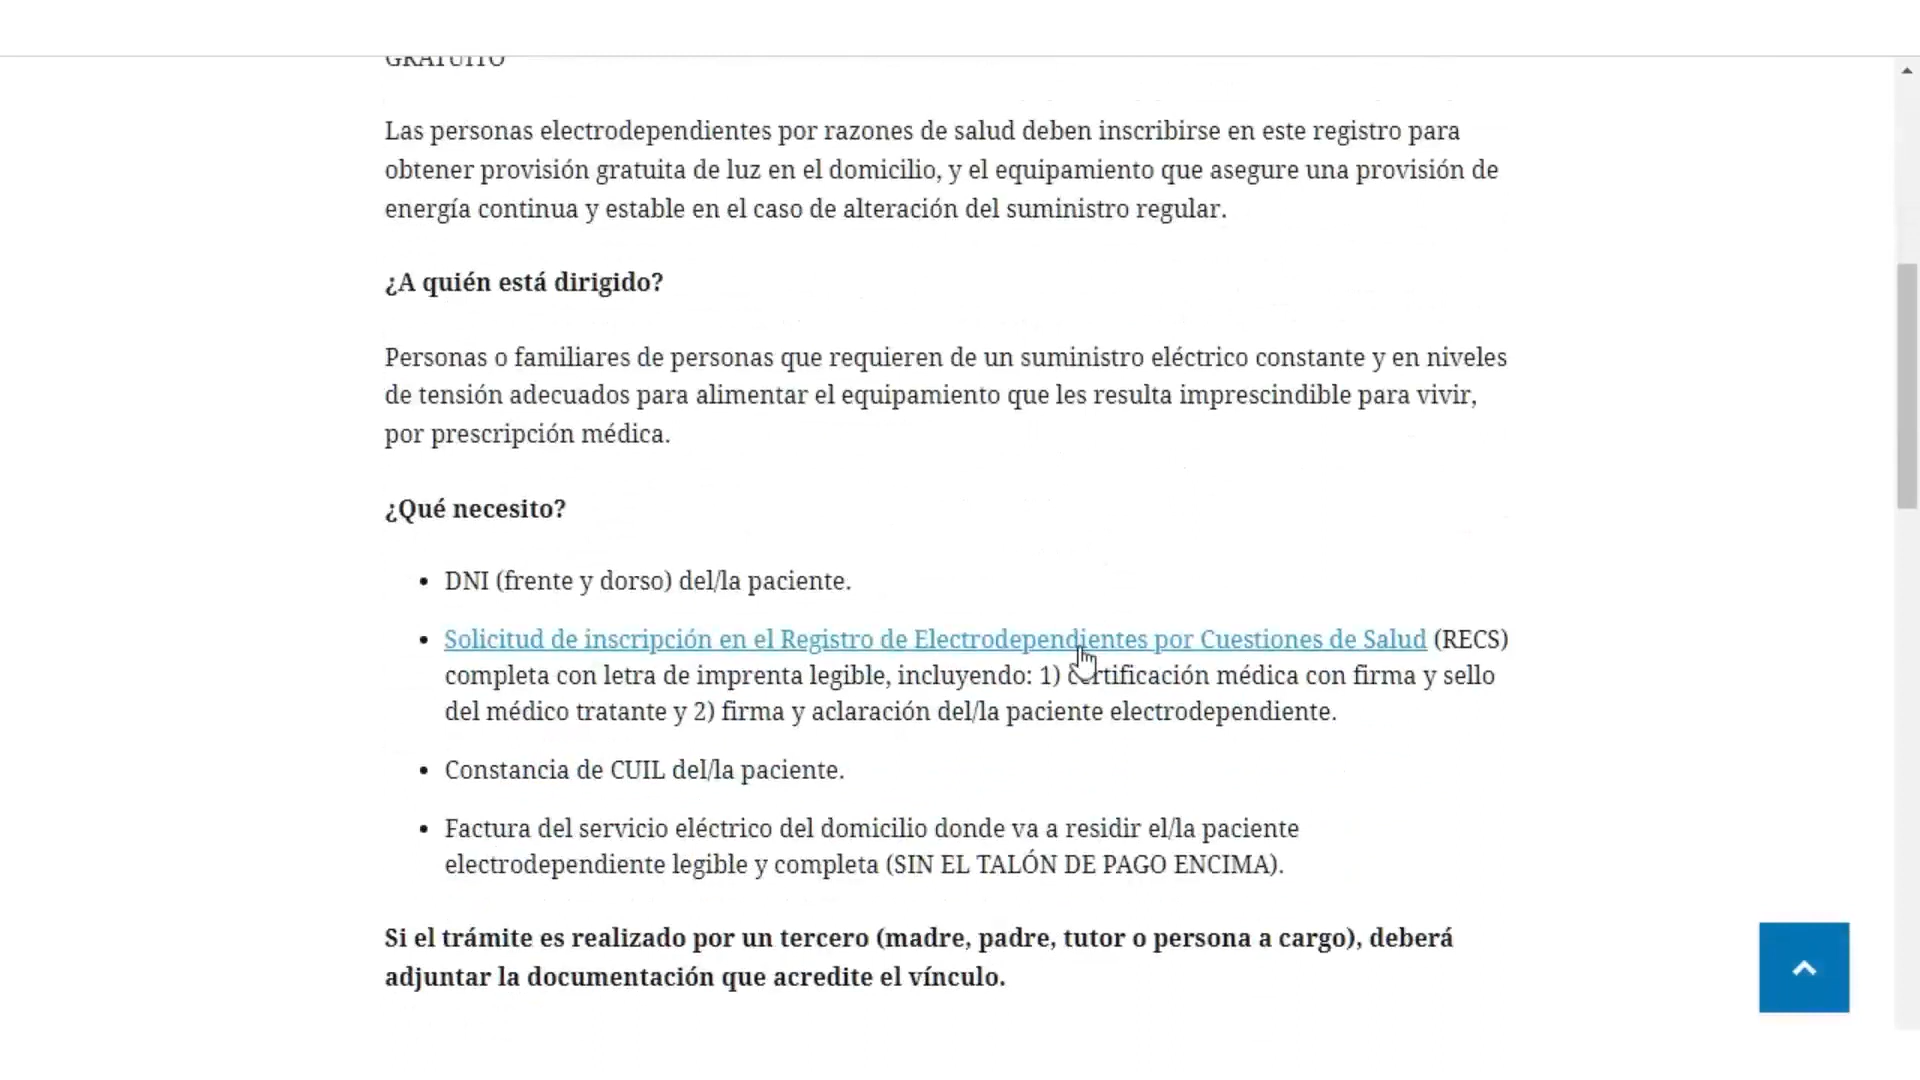 GRATUITO
Las personas electrodependientes por razones de salud deben inscribirse en este registro para
obtener provisión gratuita de luz en el domicilio, y el equipamiento que asegure una provisión de
energía continua y estable en el caso de alteración del suministro regular.
¿A quién está dirigido?
Personas o familiares de personas que requieren de un suministro eléctrico constante y en niveles
de tensión adecuados para alimentar el equipamiento que les resulta imprescindible para vivir,
por prescripción médica.
¿Qué necesito?
• DNI (frente y dorso) del/la paciente.
• Solicitud de inscripción en el Registro de Electrodependientes por Cuestiones de Salud (RECS)
completa con letra de imprenta legible, incluyendo: 1) certificación médica con firma y sello
del médico tratante y 2) firma y aclaración del/la paciente electrodependiente.
• Constancia de CUIL del/la paciente.
• Factura del servicio eléctrico del domicilio donde va a residir el/la paciente
electrodependiente legible y completa (SIN EL TALÓN DE PAGO ENCIMA).
Si el trámite es realizado por un tercero (madre, padre, tutor o persona a cargo), deberá
adjuntar la documentación que acredite el vínculo.